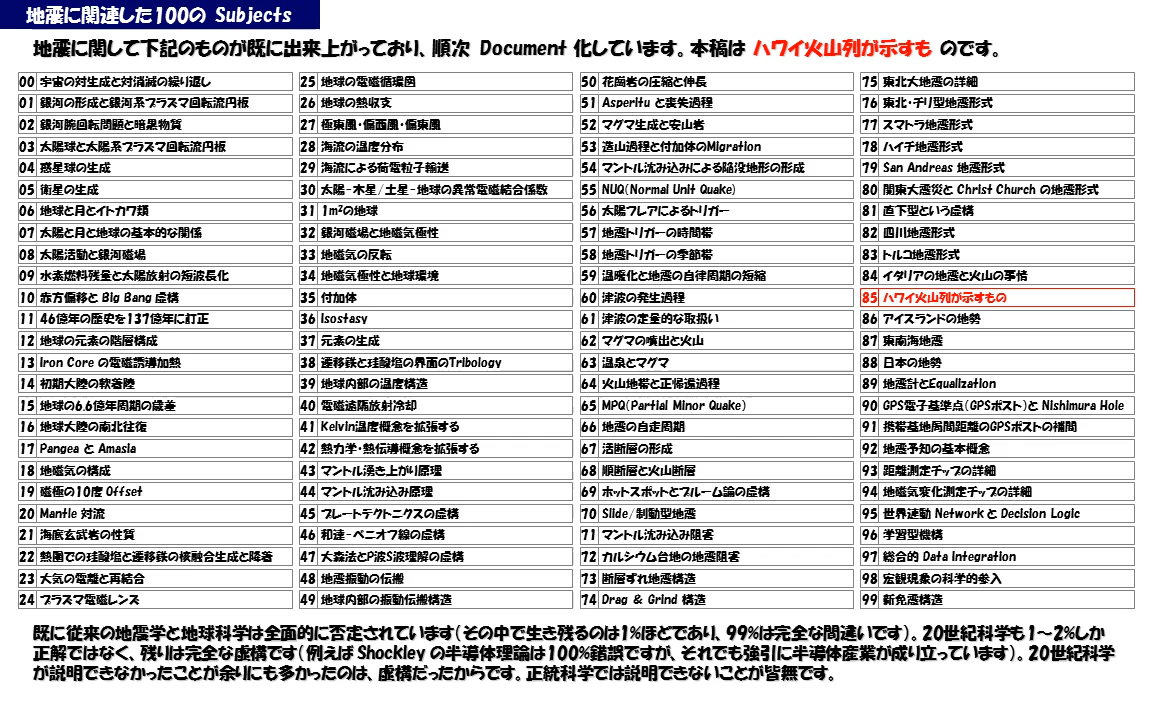 地震に関連した100の Subjects
地震に関して下記のものが既に出来上がっており、順次 Document 化しています。本稿は ハワイ火山列が示すも のです。
00 宇宙の対生成と対消滅の繰り返し
01 銀河の形成と銀河系プラズマ回転流円板
02 銀河腕回転問題と暗黒物質
03 太陽球と太陽系プラズマ回転流円板
04 惑星球の生成
05 衛星の生成
06 地球と月とイトカワ類
07 太陽と月と地球の基本的な関係
08 太陽活動と銀河磁場
09 水素燃料残量と太陽放射の短波長化
10 赤方偏移と Big Bang 虚構
11 46億年の歴史を137億年に訂正
12 地球の元素の階層構成
13 Iron Core の電磁誘導加熱
14 初期大陸の軟着陸
15 地球の6.6億年周期の歳差
16 地球大陸の南北往復
17 Pangea と Amasia
18 地磁気の構成
19 磁極の10度 Offset
20 Mantle 対流
21 海底玄武岩の性質
22 熱圏での珪酸塩と遷移鉄の核融合生成と降着
23 大気の電離と再結合
24 プラズマ電磁レンズ
25 地球の電磁循環図
26 地球の熱収支
27 極東風・偏西風・偏東風
28 海流の温度分布
29 海流による荷電粒子輸送
30 太陽-木星/土星-地球の異常電磁結合係数
31 1m²の地球
32 銀河磁場と地磁気極性
33 地磁気の反転
34 地磁気極性と地球環境
35 付加体
36 Isostasy
37 元素の生成
38 遷移鉄と珪酸塩の界面のTribology
39 地球内部の温度構造
40 電磁遠隔放射冷却
41 Kelvin温度概念を拡張する
42 熱力学・熱伝導概念を拡張する
43 マントル湧き上がり原理
44 マントル沈み込み原理
45 プレートテクトニクスの虚構
46 和達-ベニオフ線の虚構
47 大森法とP波S波理解の虚構
48 地震振動の伝搬
49 地球内部の振動伝搬構造
50 花崗岩の圧縮と伸長
51 Asperity と喪失過程
52 マグマ生成と安山岩
53 造山過程と付加体のMigration
54 マントル沈み込みによる陥没地形の形成
55 NUQ(Normal Unit Quake)
56 太陽フレアによるトリガー
57 地震トリガーの時間帯
58 地震トリガーの季節帯
59 温暖化と地震の自律周期の短縮
60 津波の発生過程
61 津波の定量的な取扱い
62 マグマの噴出と火山
63 温泉とマグマ
64 火山地帯と正帰還過程
65 MPQ(Partial Minor Quake)
66 地震の自走周期
67 活断層の形成
68 順断層と火山断層
69 ホットスポットとプルーム論の虚構
70 Slide/制動型地震
71 マントル沈み込み阻害
72 カルシウム台地の地震阻害
73 断層ずれ地震構造
74 Drag & Grind 構造
75 東北大地震の詳細
76 東北・チリ型地震形式
77 スマトラ地震形式
78 ハイチ地震形式
79 San Andreas 地震形式
80 関東大震災と Christ Church の地震形式
81 直下型という虚構
82 四川地震形式
83 トルコ地震形式
84 イタリアの地震と火山の事情
85 ハワイ火山列が示すもの
86 アイスランドの地勢
87 東南海地震
88 日本の地勢
89 地震計とEqualization
90 GPS電子基準点(GPSポスト)と Nishimura Hole
91 携帯基地局間距離のGPSポストの補間
92 地震予知の基本概念
93 距離測定チップの詳細
94 地磁気変化測定チップの詳細
95 世界連動 Network と Decision Logic
96 学習型機構
97 総合的 Data Integration
98 宏観現象の科学的参入
99 新免震構造
既に従来の地震学と地球科学は全面的に否定されています(その中で生き残るのは1%ほどであり、99%は完全な間違いです)。20世紀科学も1～2%しか
正解ではなく、残りは完全な虚構です(例えば Shockley の半導体理論は100%錯誤ですが、それでも強引に半導体産業が成り立っています)。20世紀科学
が説明できなかったことが余りにも多かったのは、虚構だったからです。正統科学では説明できないことが皆無です。